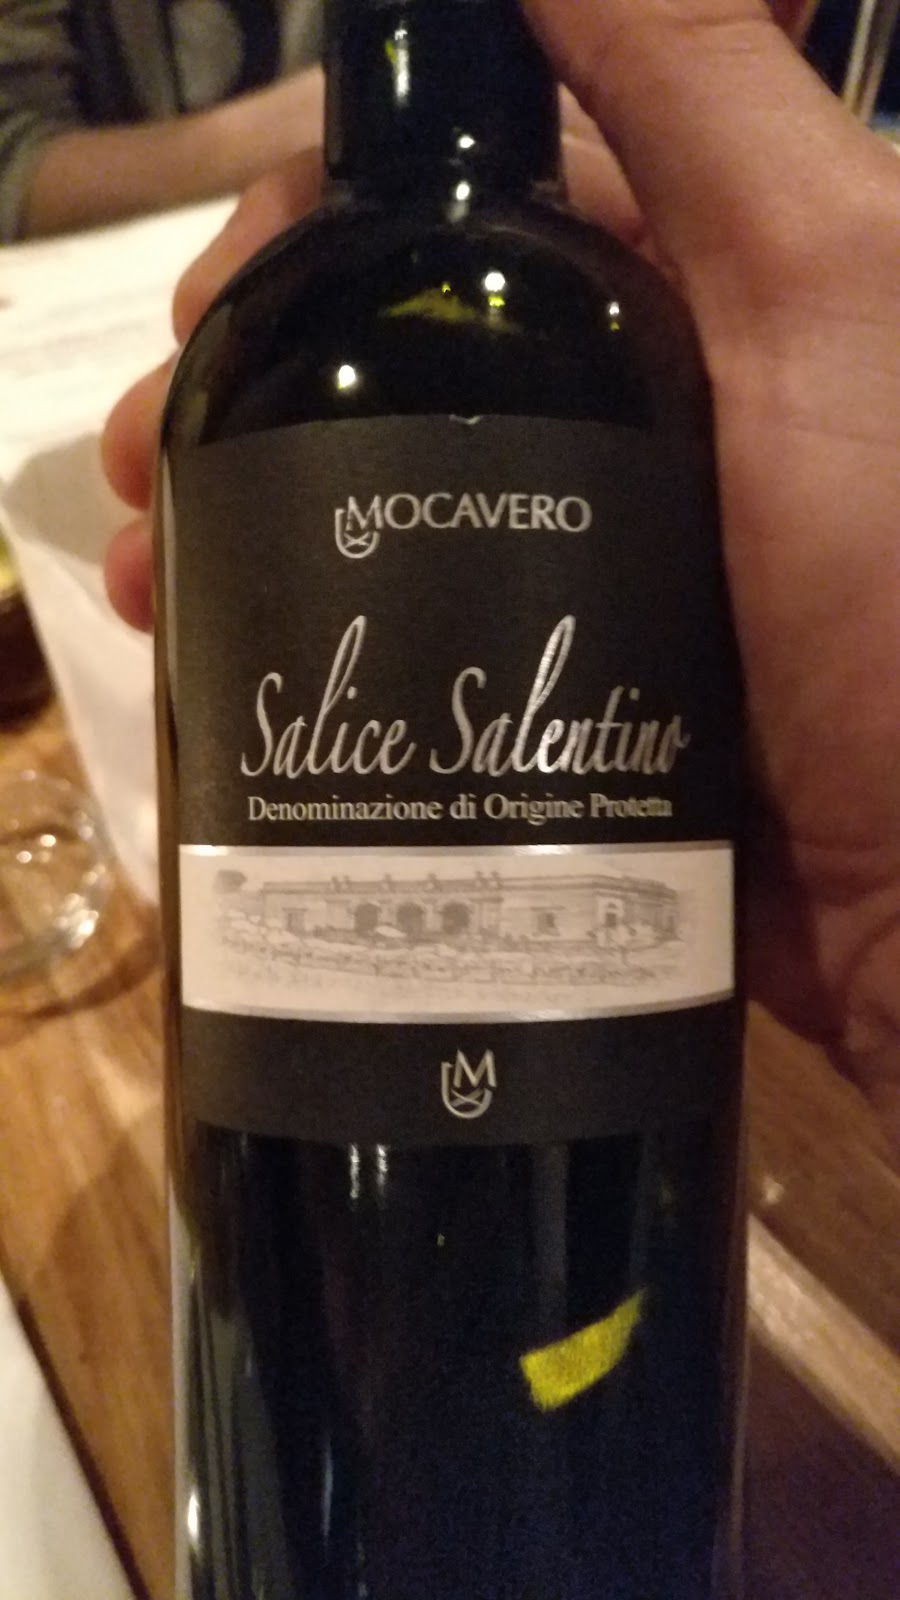 MOCAVERO
Salice Salentino
Denominazione di Origine Protetta